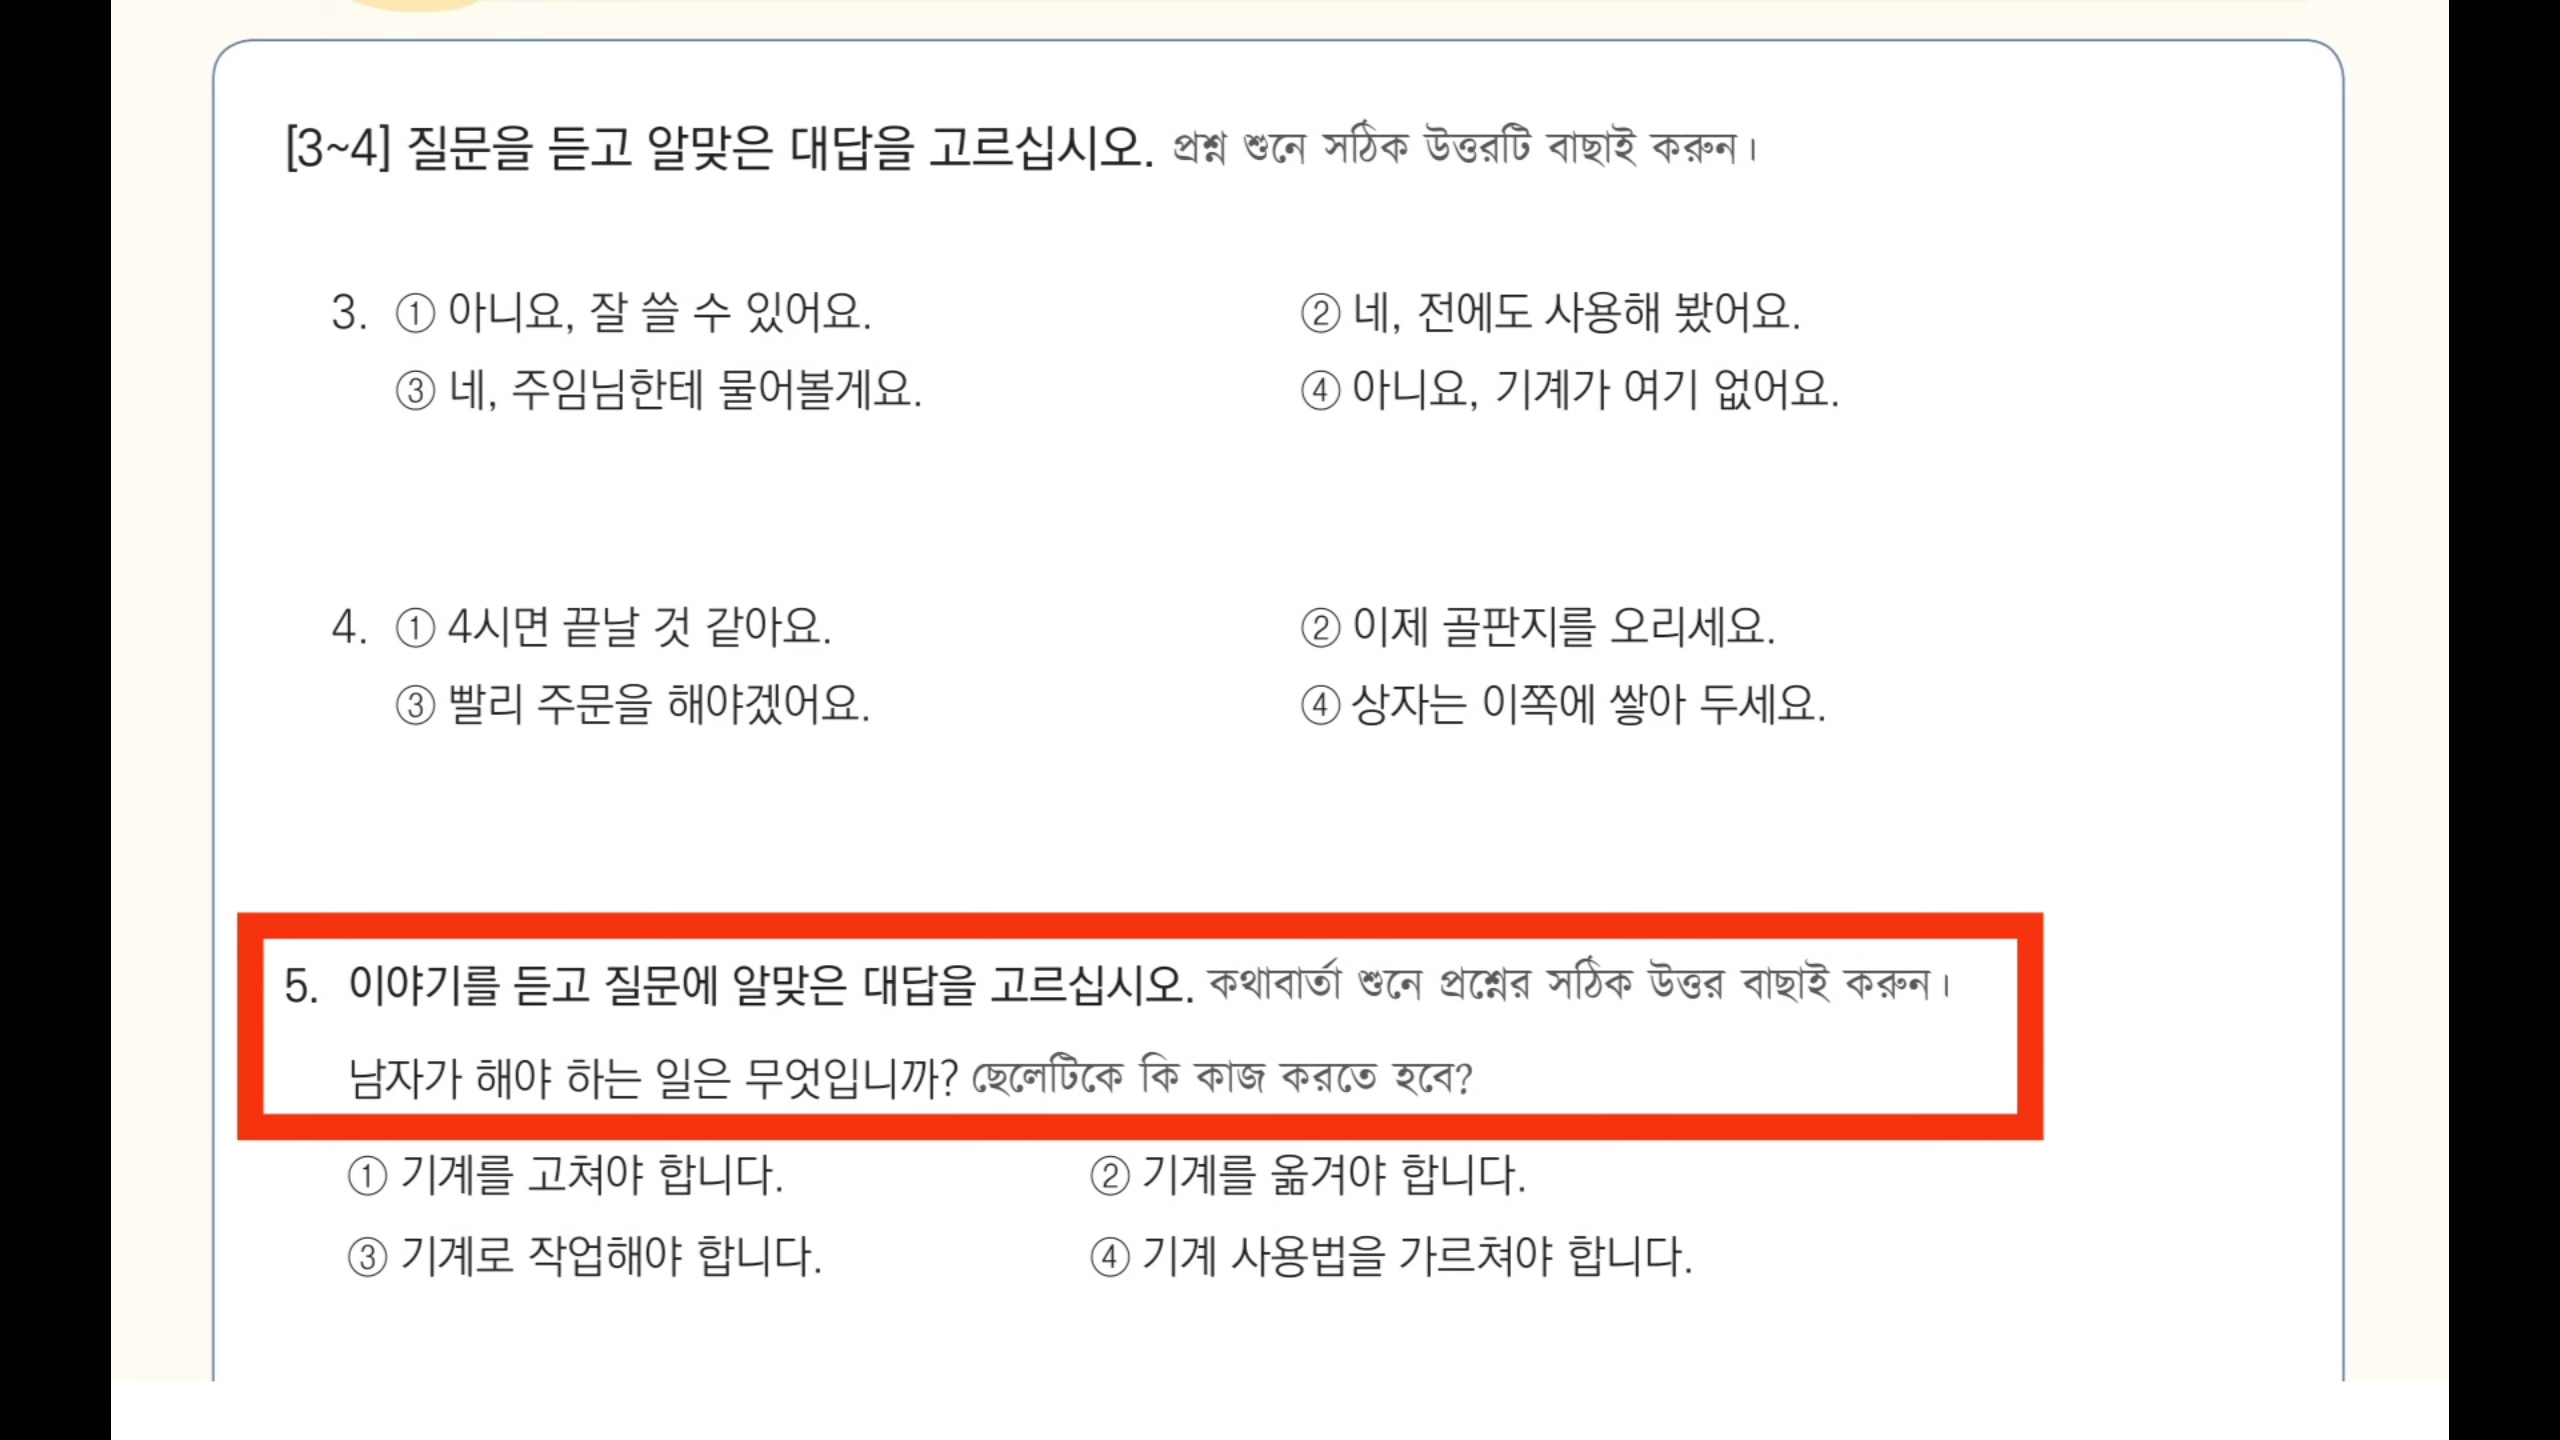 [3~4] 질문을 듣고 알맞은 대답을 고르십시오. প্রশ্ন শুনে সঠিক উত্তরটি বাছাই করুন।
3. ① 아니요, 잘 쓸 수 있어요. ② 네, 전에도 사용해 봤어요.
③ 네, 주임님한테 물어볼게요. ④ 아니요, 기계가 여기 없어요.
4. ① 4시면 끝날 것 같아요. ② 이제 골판지를 오리세요.
③ 빨리 주문을 해야겠어요. ④ 상자는 이쪽에 쌓아 두세요.
5. 이야기를 듣고 질문에 알맞은 대답을 고르십시오. কথাবার্তা শুনে প্রশ্নের সঠিক উত্তর বাছাই করুন।
남자가 해야 하는 일은 무엇입니까? ছেলেটিকে কি কাজ করতে হবে?
① 기계를 고쳐야 합니다. ② 기계를 옮겨야 합니다.
③ 기계로 작업해야 합니다. ④ 기계 사용법을 가르쳐야 합니다.